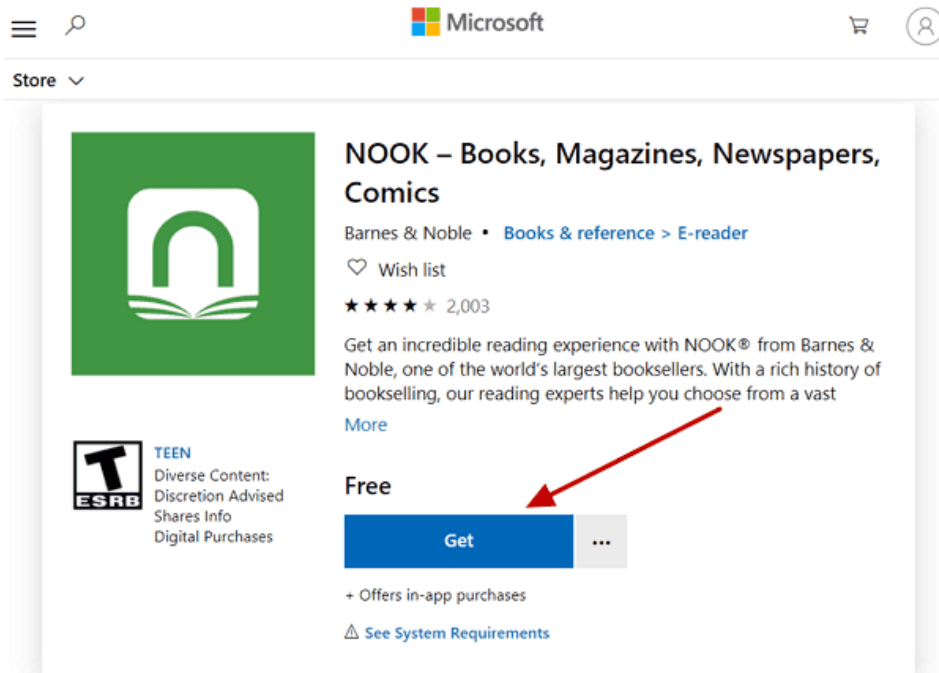 Microsoft
Store
NOOK – Books, Magazines, Newspapers,
Comics
Barnes & Noble • Books & reference > E-reader
Wish list
2,003
Get an incredible reading experience with NOOK® from Barnes &
Noble, one of the world's largest booksellers. With a rich history of
bookselling, our reading experts help you choose from a vast
More
n
T
ESRB
TEEN
Diverse Content:
Discretion Advised
Shares Info
Digital Purchases
Free
Get
...
+ Offers in-app purchases
See System Requirements